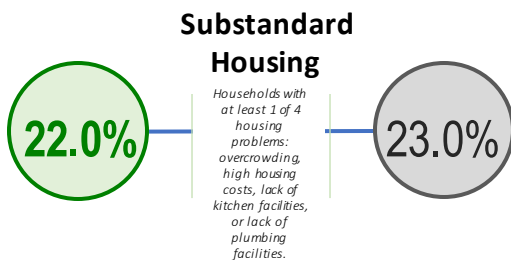 Substandard
Housing
22.0%
Households with
at least 1 of 4
housing
problems:
overcrowding,
high housing
costs, lack of
kitchen facilities,
or lack of
plumbing
facilities.
23.0%